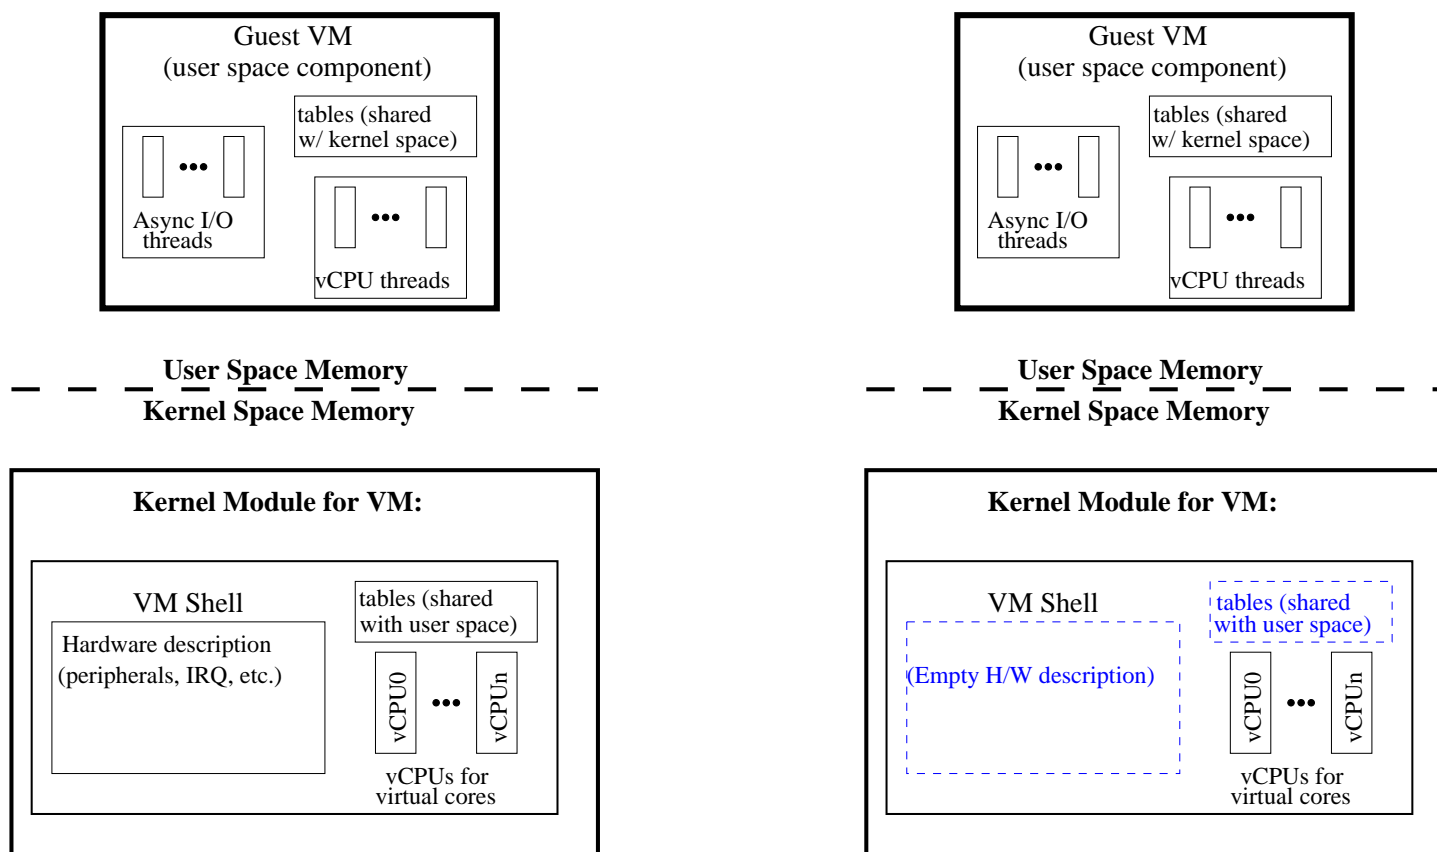 Guest VM
(user space component)
tables (shared
w/ kernel space)
Async I/O
threads
vCPU threads
User Space Memory
Kernel Space Memory
Kernel Module for VM:
VM Shell
Hardware description
(peripherals, IRQ, etc.)
tables (shared
with user space)
vCPU0
vCPUn
vCPUs for
virtual cores
Guest VM
(user space component)
tables (shared
w/ kernel space)
Async I/O
threads
vCPU threads
User Space Memory
Kernel Space Memory
Kernel Module for VM:
VM Shell
(Empty H/W description)
tables (shared
with user space)
vCPU0
vCPUn
vCPUs for
virtual cores